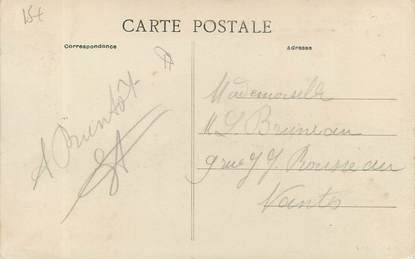 15€
CARTE POSTALE
Correspondance
Adresse
A Bientôt
Mademoiselle
M L Bruneau
9 rue J J Rousseau
Nantes